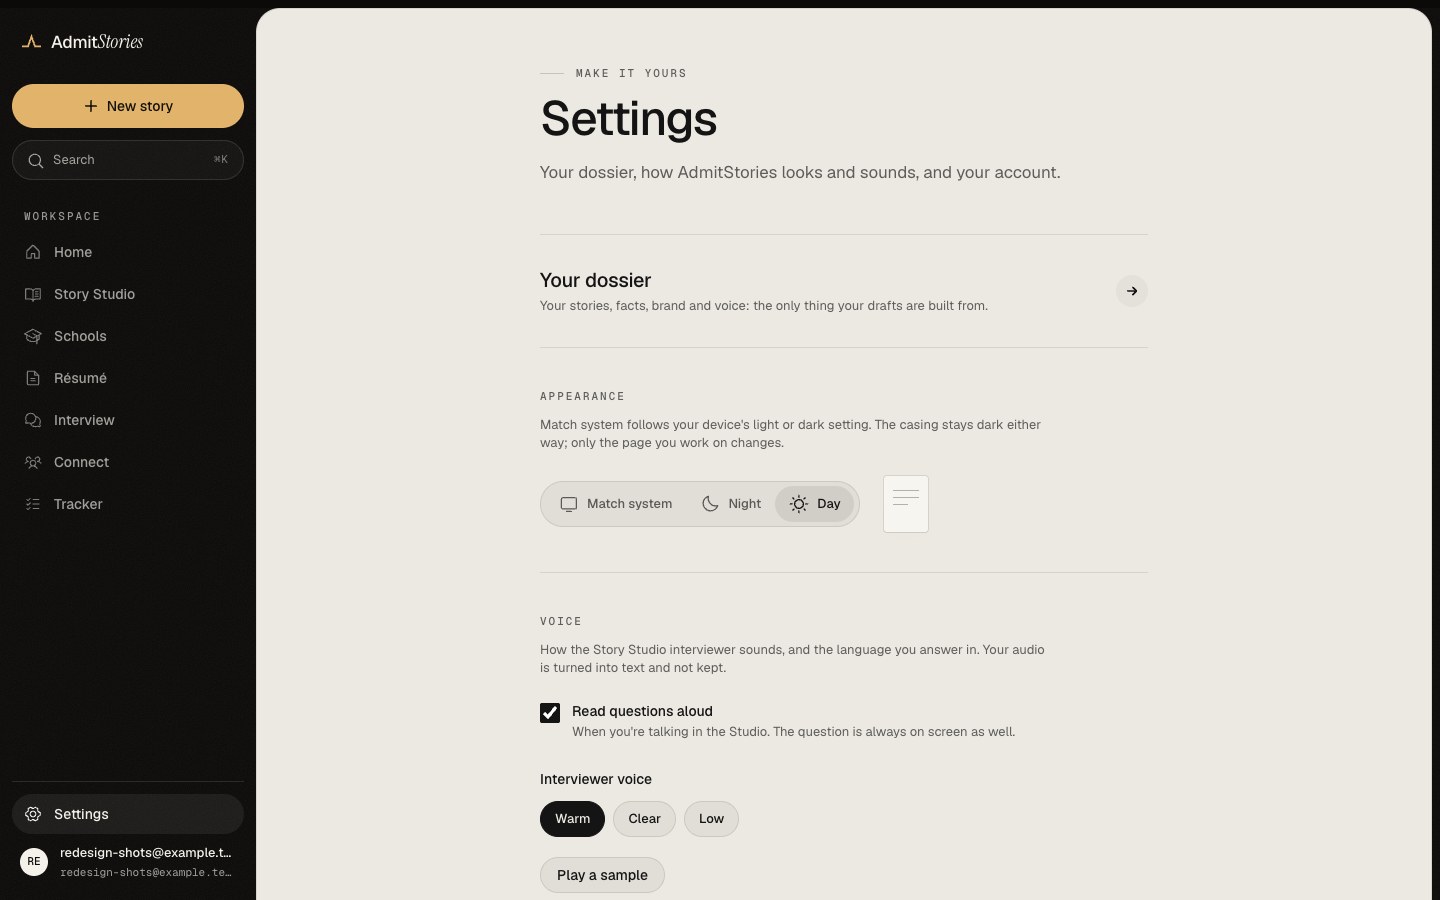 AdmitStories
New story
Search ⌘K
WORKSPACE
Home
Story Studio
Schools
Résumé
Interview
Connect
Tracker
Settings
RE
redesign-shots@example.t…
redesign-shots@example.te…
MAKE IT YOURS
Settings
Your dossier, how AdmitStories looks and sounds, and your account.
Your dossier
Your stories, facts, brand and voice: the only thing your drafts are built from.
APPEARANCE
Match system follows your device's light or dark setting. The casing stays dark either
way; only the page you work on changes.
Match system Night Day
VOICE
How the Story Studio interviewer sounds, and the language you answer in. Your audio
is turned into text and not kept.
Read questions aloud
When you're talking in the Studio. The question is always on screen as well.
Interviewer voice
Warm Clear Low
Play a sample